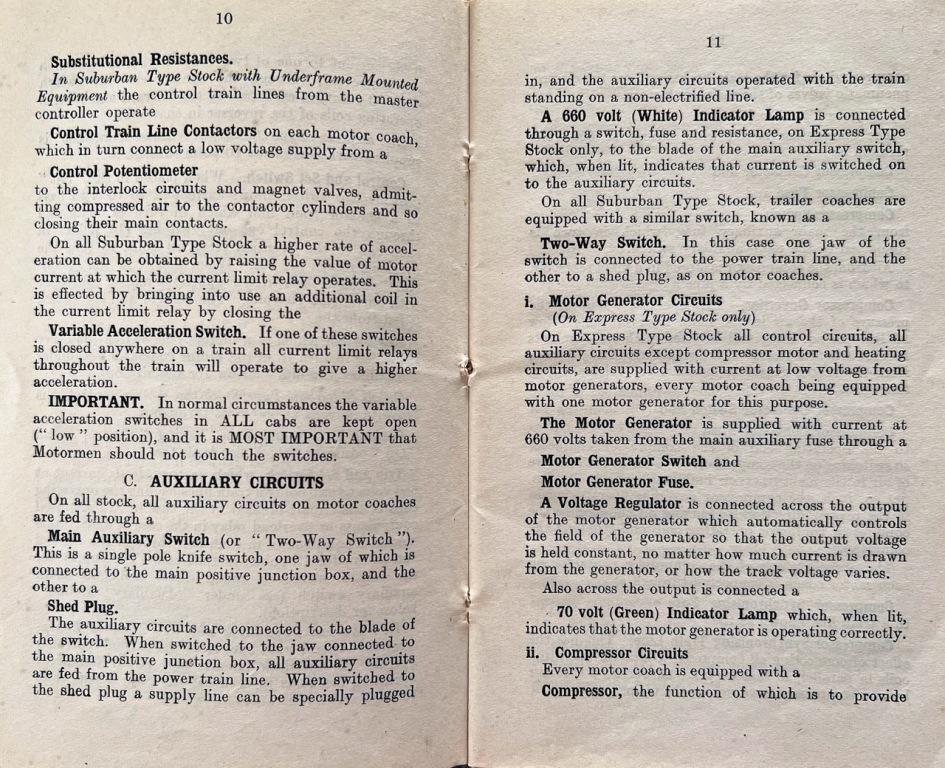 10
Substitutional Resistances.
In Suburban Type Stock with Underframe Mounted
Equipment the control train lines from the master
controller operate
Control Train Line Contactors on each motor coach,
which in turn connect a low voltage supply from a
Control Potentiometer
to the interlock circuits and magnet valves, admit-
ting compressed air to the contactor cylinders and so
closing their main contacts.
On all Suburban Type Stock a higher rate of accel-
eration can be obtained by raising the value of motor
current at which the current limit relay operates. This
is effected by bringing into use an additional coil in
the current limit relay by closing the
Variable Acceleration Switch. If one of these switches
is closed anywhere on a train all current limit relays
throughout the train will operate to give a higher
acceleration.
IMPORTANT. In normal circumstances the variable
acceleration switches in ALL cabs are kept open
(“ low ” position), and it is MOST IMPORTANT that
Motormen should not touch the switches.
C. AUXILIARY CIRCUITS
On all stock, all auxiliary circuits on motor coaches
are fed through a
Main Auxiliary Switch (or “ Two-Way Switch ”).
This is a single pole knife switch, one jaw of which is
connected to the main positive junction box, and the
other to a
Shed Plug.
The auxiliary circuits are connected to the blade of
the switch. When switched to the jaw connected to
the main positive junction box, all auxiliary circuits
are fed from the power train line. When switched to
the shed plug a supply line can be specially plugged
11
in, and the auxiliary circuits operated with the train
standing on a non-electrified line.
A 660 volt (White) Indicator Lamp is connected
through a switch, fuse and resistance, on Express Type
Stock only, to the blade of the main auxiliary switch,
which, when lit, indicates that current is switched on
to the auxiliary circuits.
On all Suburban Type Stock, trailer coaches are
equipped with a similar switch, known as a
Two-Way Switch. In this case one jaw of the
switch is connected to the power train line, and the
other to a shed plug, as on motor coaches.
i. Motor Generator Circuits
(On Express Type Stock only)
On Express Type Stock all control circuits, all
auxiliary circuits except compressor motor and heating
circuits, are supplied with current at low voltage from
motor generators, every motor coach being equipped
with one motor generator for this purpose.
The Motor Generator is supplied with current at
660 volts taken from the main auxiliary fuse through a
Motor Generator Switch and
Motor Generator Fuse.
A Voltage Regulator is connected across the output
of the motor generator which automatically controls
the field of the generator so that the output voltage
is held constant, no matter how much current is drawn
from the generator, or how the track voltage varies.
Also across the output is connected a
70 volt (Green) Indicator Lamp which, when lit,
indicates that the motor generator is operating correctly.
ii. Compressor Circuits
Every motor coach is equipped with a
Compressor, the function of which is to provide